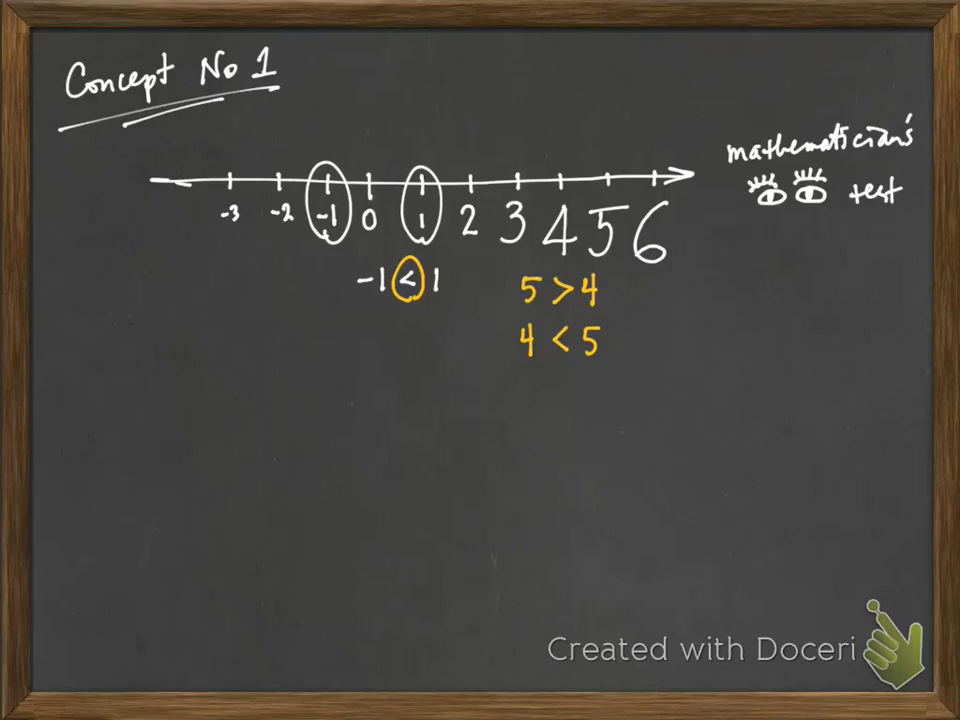 Concept No 1
mathematician's
test
-3 -2 -1 0 1 2 3 4 5 6
-1 < 1
5 > 4
4 < 5
Created with Doceri